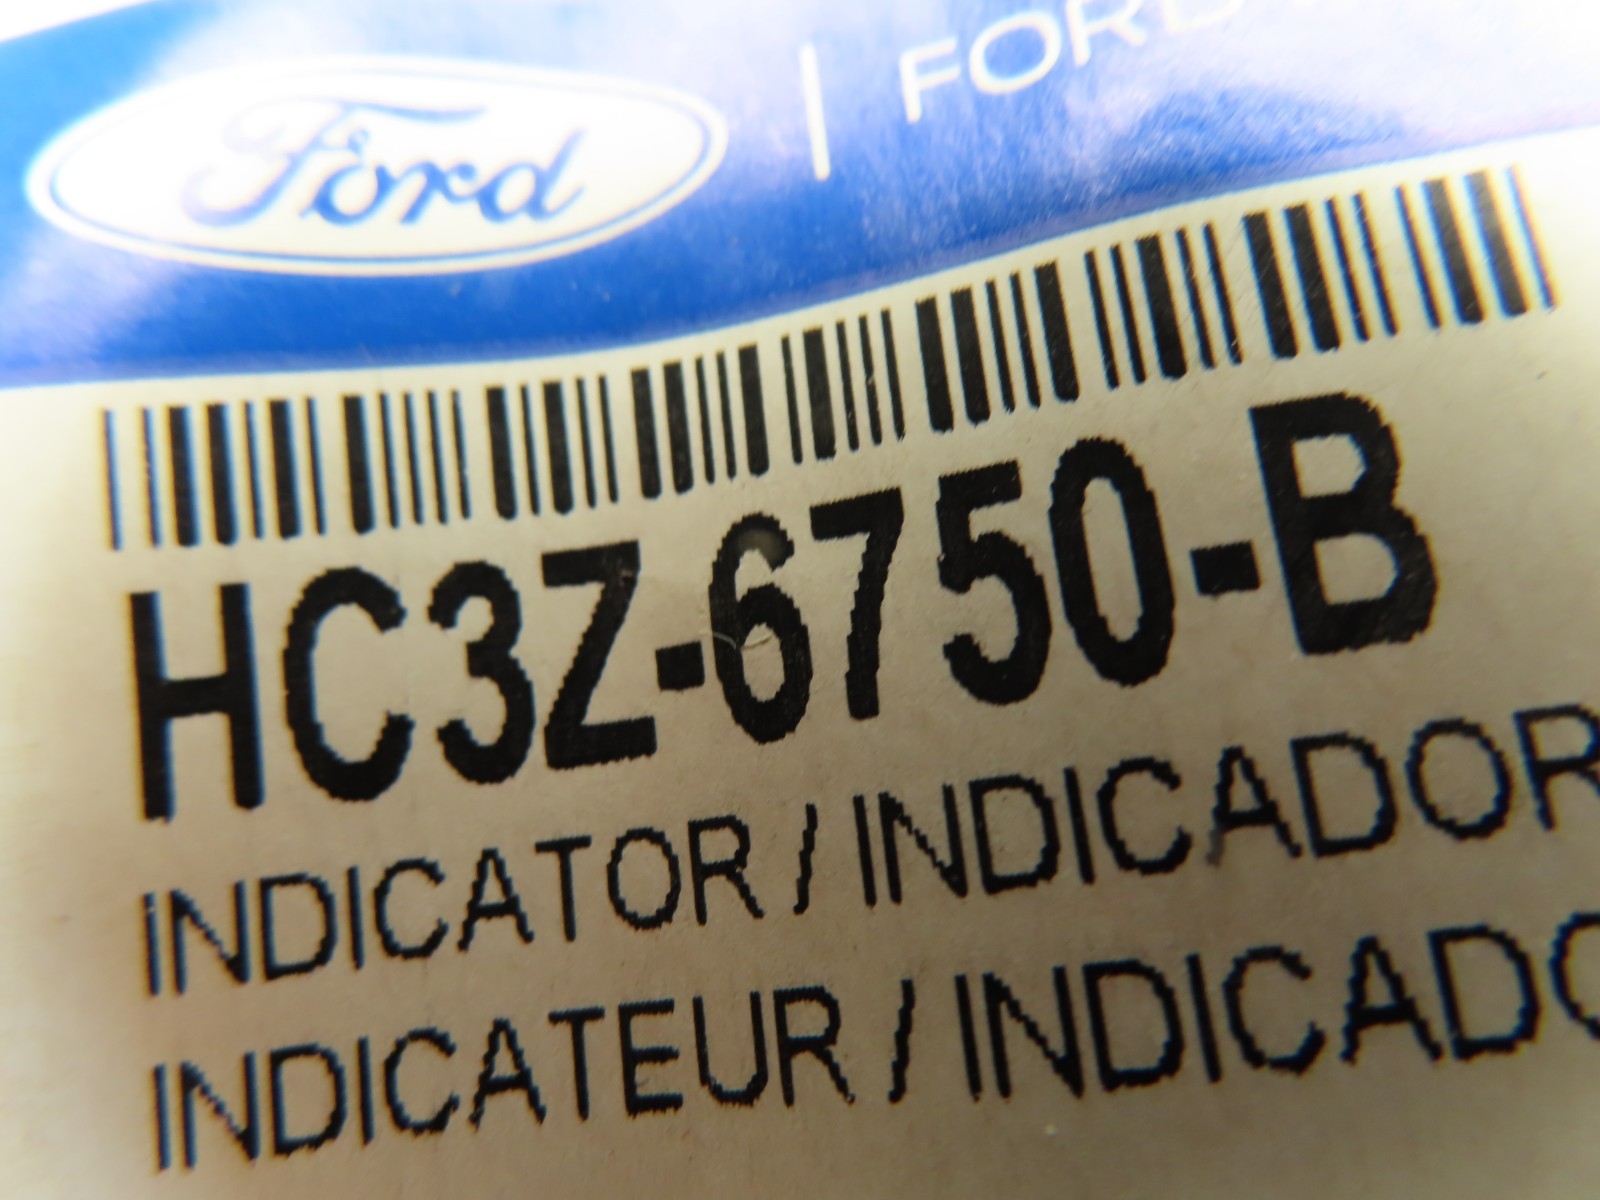 Ford | FORD
HC3Z-6750-B
INDICATOR / INDICADOR
INDICATEUR / INDICADO